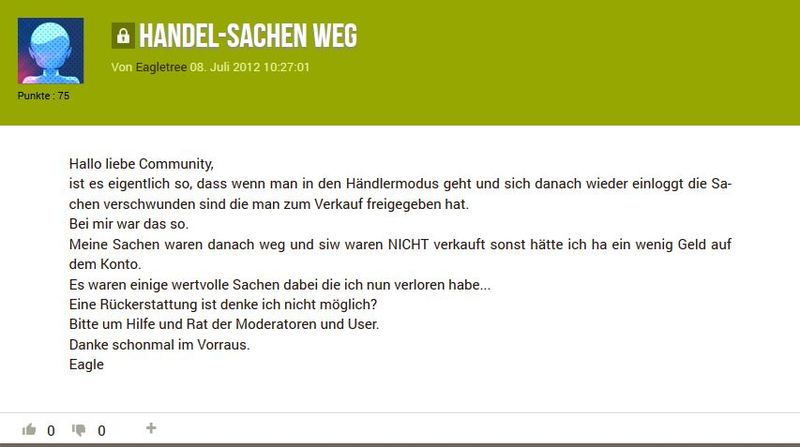 HANDEL-SACHEN WEG
Von Eagletree 08. Juli 2012 10:27:01
Punkte : 75
Hallo liebe Community,
ist es eigentlich so, dass wenn man in den Händlermodus geht und sich danach wieder einloggt die Sa-
chen verschwunden sind die man zum Verkauf freigegeben hat.
Bei mir war das so.
Meine Sachen waren danach weg und siw waren NICHT verkauft sonst hätte ich ha ein wenig Geld auf
dem Konto.
Es waren einige wertvolle Sachen dabei die ich nun verloren habe...
Eine Rückerstattung ist denke ich nicht möglich?
Bitte um Hilfe und Rat der Moderatoren und User.
Danke schonmal im Vorraus.
Eagle
0 0 +